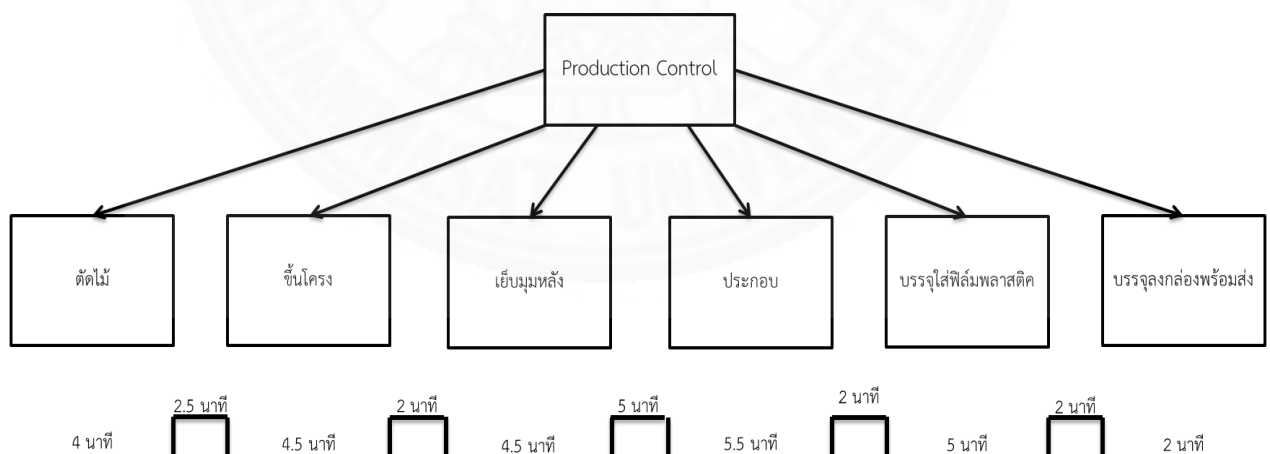 Production Control
ตัดไม้
ขึ้นโครง
เย็บมุมหลัง
ประกอบ
บรรจุใส่ฟิล์มพลาสติค
บรรจุลงกล่องพร้อมส่ง
2.5 นาที
2 นาที
5 นาที
2 นาที
2 นาที
4 นาที
4.5 นาที
4.5 นาที
5.5 นาที
5 นาที
2 นาที